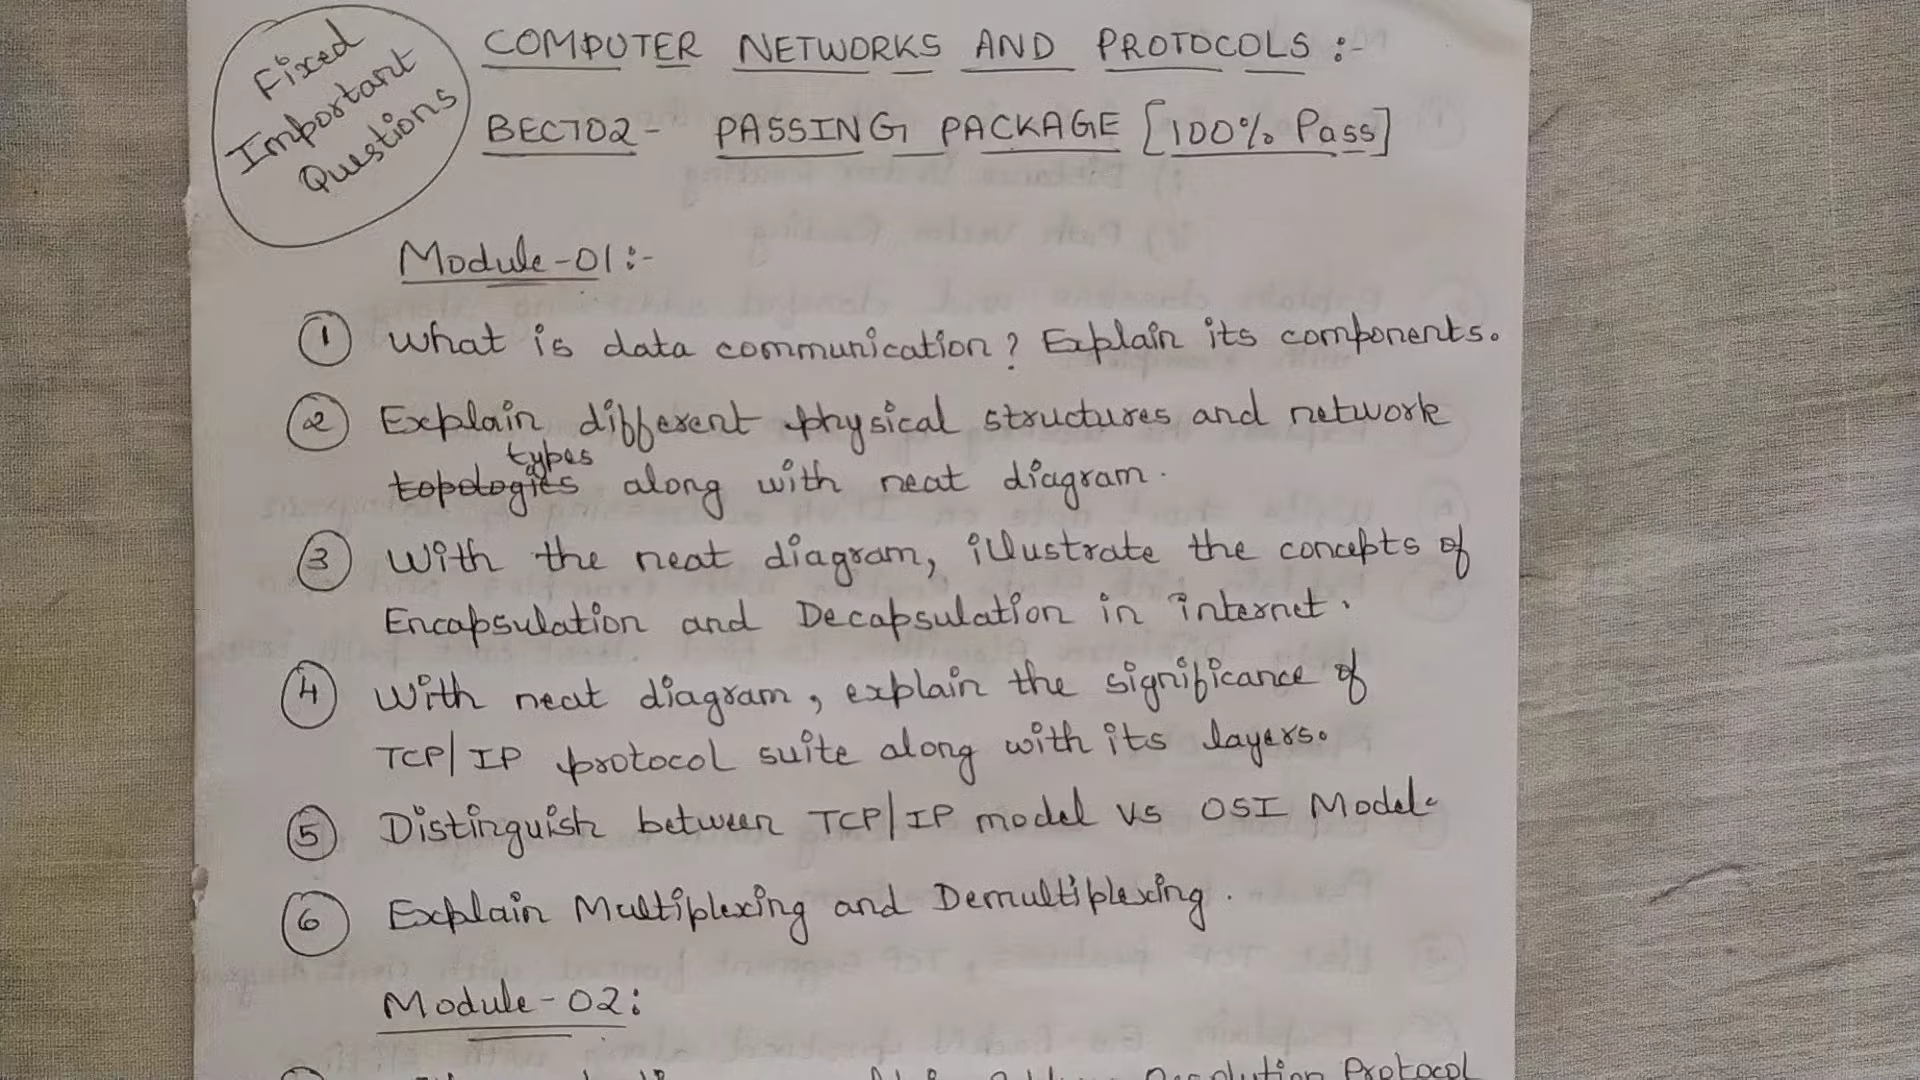 Fixed
Important
Questions
COMPUTER NETWORKS AND PROTOCOLS :-
BEC702 - PASSING PACKAGE [100% Pass]
Module-01:-
1 What is data communication? Explain its components.
2 Explain different physical structures and network
types
topologies along with neat diagram.
3 With the neat diagram, illustrate the concepts of
Encapsulation and Decapsulation in internet.
4 With neat diagram, explain the significance of
TCP/IP protocol suite along with its layers.
5 Distinguish between TCP/IP model vs OSI Model.
6 Explain Multiplexing and Demultiplexing.
Module-02:
Resolution Protocol